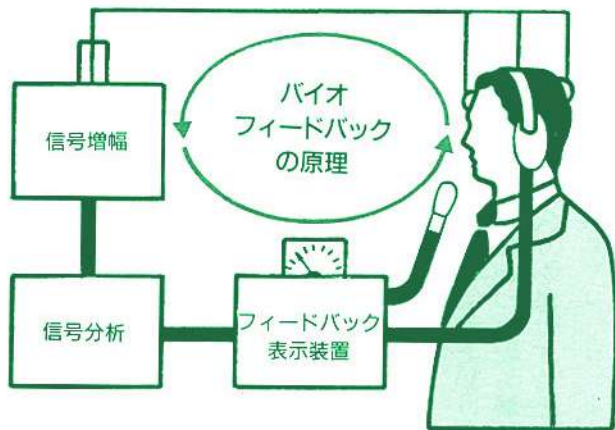 バイオ
フィードバック
の原理
信号増幅
信号分析
フィードバック
表示装置